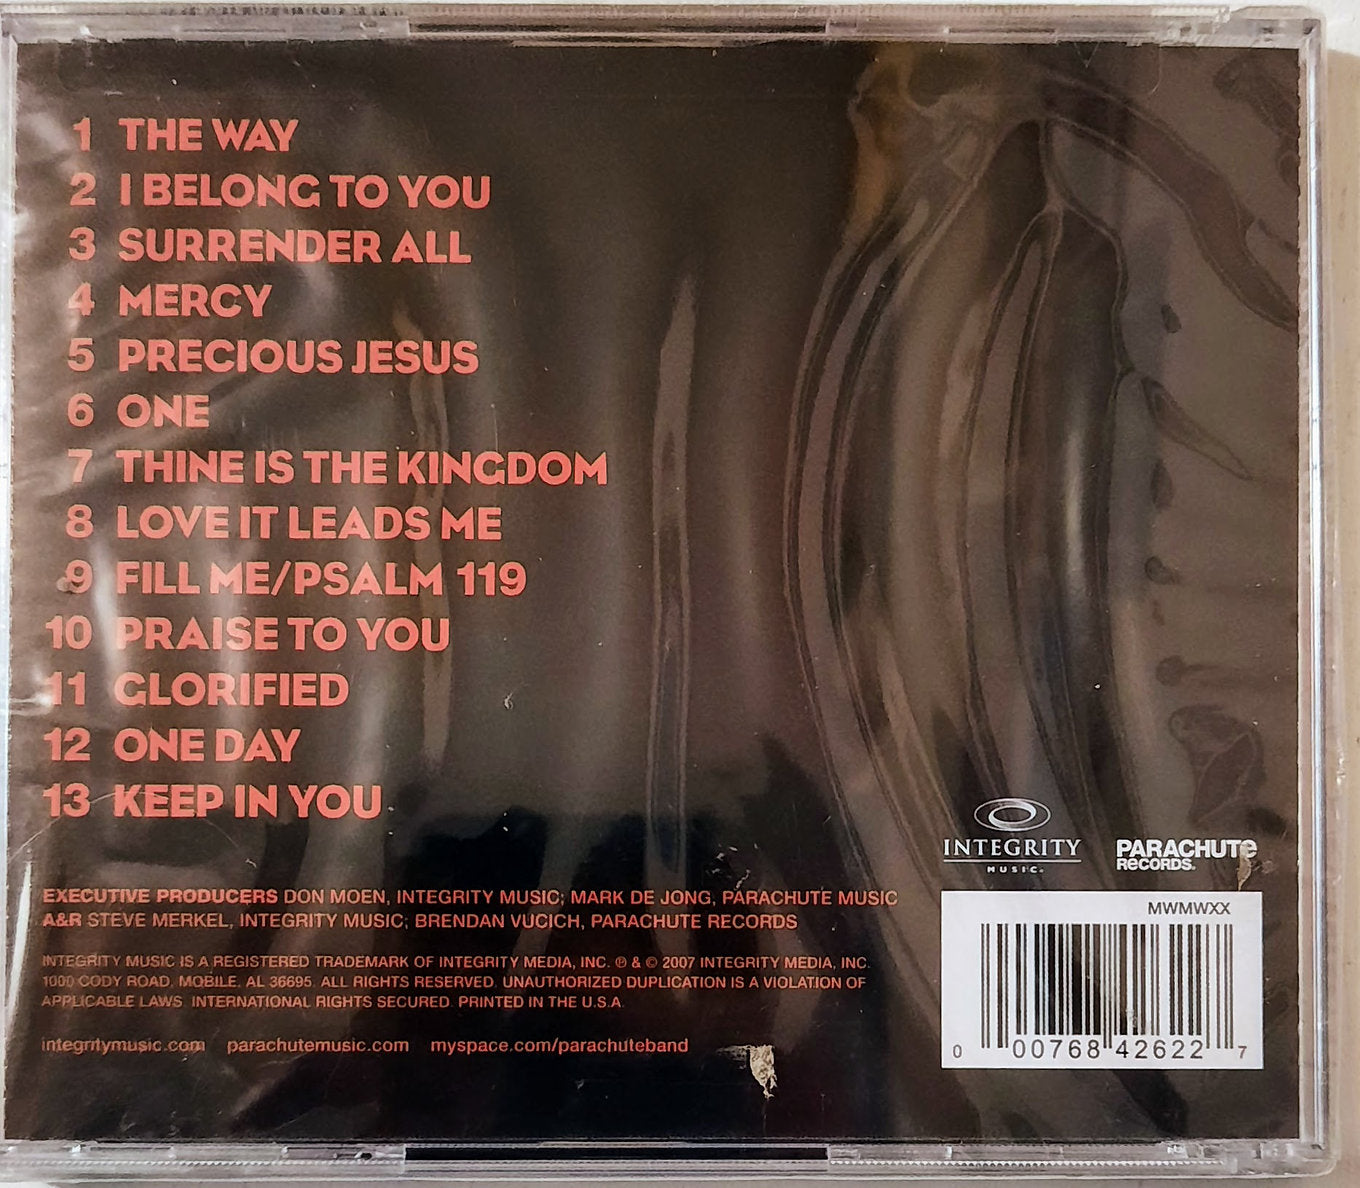 1 THE WAY
2 I BELONG TO YOU
3 SURRENDER ALL
4 MERCY
5 PRECIOUS JESUS
6 ONE
7 THINE IS THE KINGDOM
8 LOVE IT LEADS ME
9 FILL ME/PSALM 119
10 PRAISE TO YOU
11 GLORIFIED
12 ONE DAY
13 KEEP IN YOU
INTEGRITY
MUSIC
PARACHUTE
RECORDS
EXECUTIVE PRODUCERS DON MOEN, INTEGRITY MUSIC; MARK DE JONG, PARACHUTE MUSIC
A&R STEVE MERKEL, INTEGRITY MUSIC; BRENDAN VUCICH, PARACHUTE RECORDS
INTEGRITY MUSIC IS A REGISTERED TRADEMARK OF INTEGRITY MEDIA, INC. ℗ & © 2007 INTEGRITY MEDIA, INC.
1000 CODY ROAD, MOBILE, AL 36695. ALL RIGHTS RESERVED. UNAUTHORIZED DUPLICATION IS A VIOLATION OF
APPLICABLE LAWS. INTERNATIONAL RIGHTS SECURED. PRINTED IN THE U.S.A.
integritymusic.com parachutemusic.com myspace.com/parachuteband
MWMWXX
0 00768 42622 7